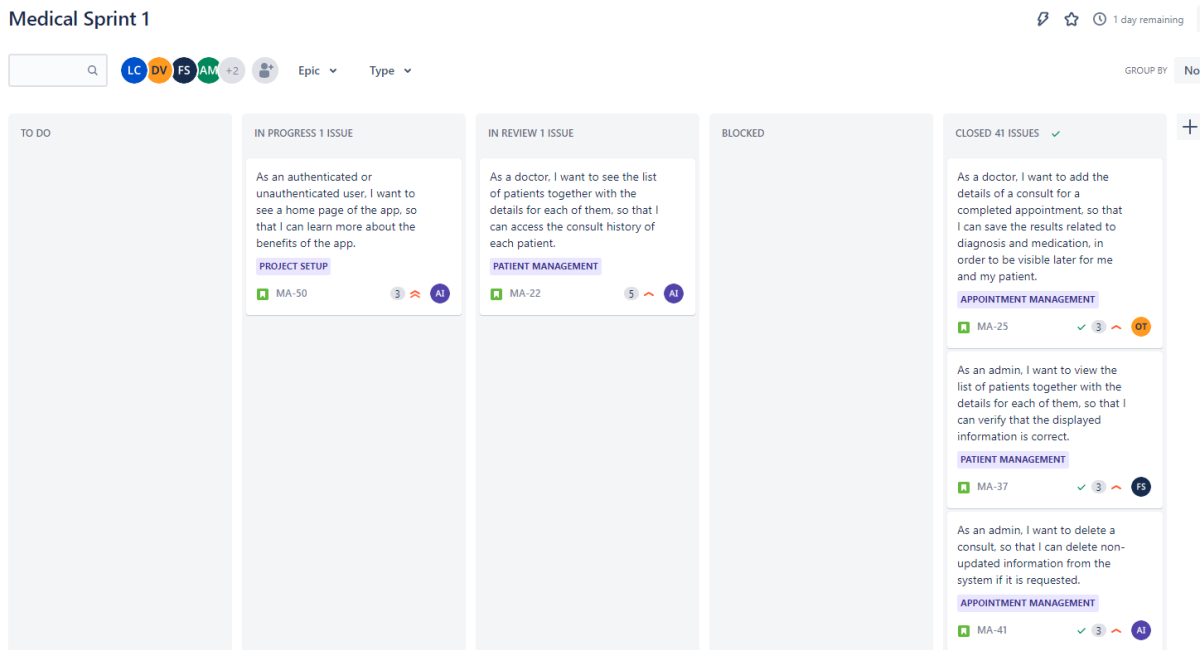 Medical Sprint 1
1 day remaining
LC DV FS AM +2
Epic
Type
GROUP BY No
TO DO
IN PROGRESS 1 ISSUE
As an authenticated or
unauthenticated user, I want to
see a home page of the app, so
that I can learn more about the
benefits of the app.
PROJECT SETUP
MA-50 3 AI
IN REVIEW 1 ISSUE
As a doctor, I want to see the list
of patients together with the
details for each of them, so that I
can access the consult history of
each patient.
PATIENT MANAGEMENT
MA-22 5 AI
BLOCKED
CLOSED 41 ISSUES
As a doctor, I want to add the
details of a consult for a
completed appointment, so that
I can save the results related to
diagnosis and medication, in
order to be visible later for me
and my patient.
APPOINTMENT MANAGEMENT
MA-25 3 OT
As an admin, I want to view the
list of patients together with the
details for each of them, so that I
can verify that the displayed
information is correct.
PATIENT MANAGEMENT
MA-37 3 FS
As an admin, I want to delete a
consult, so that I can delete non-
updated information from the
system if it is requested.
APPOINTMENT MANAGEMENT
MA-41 3 AI